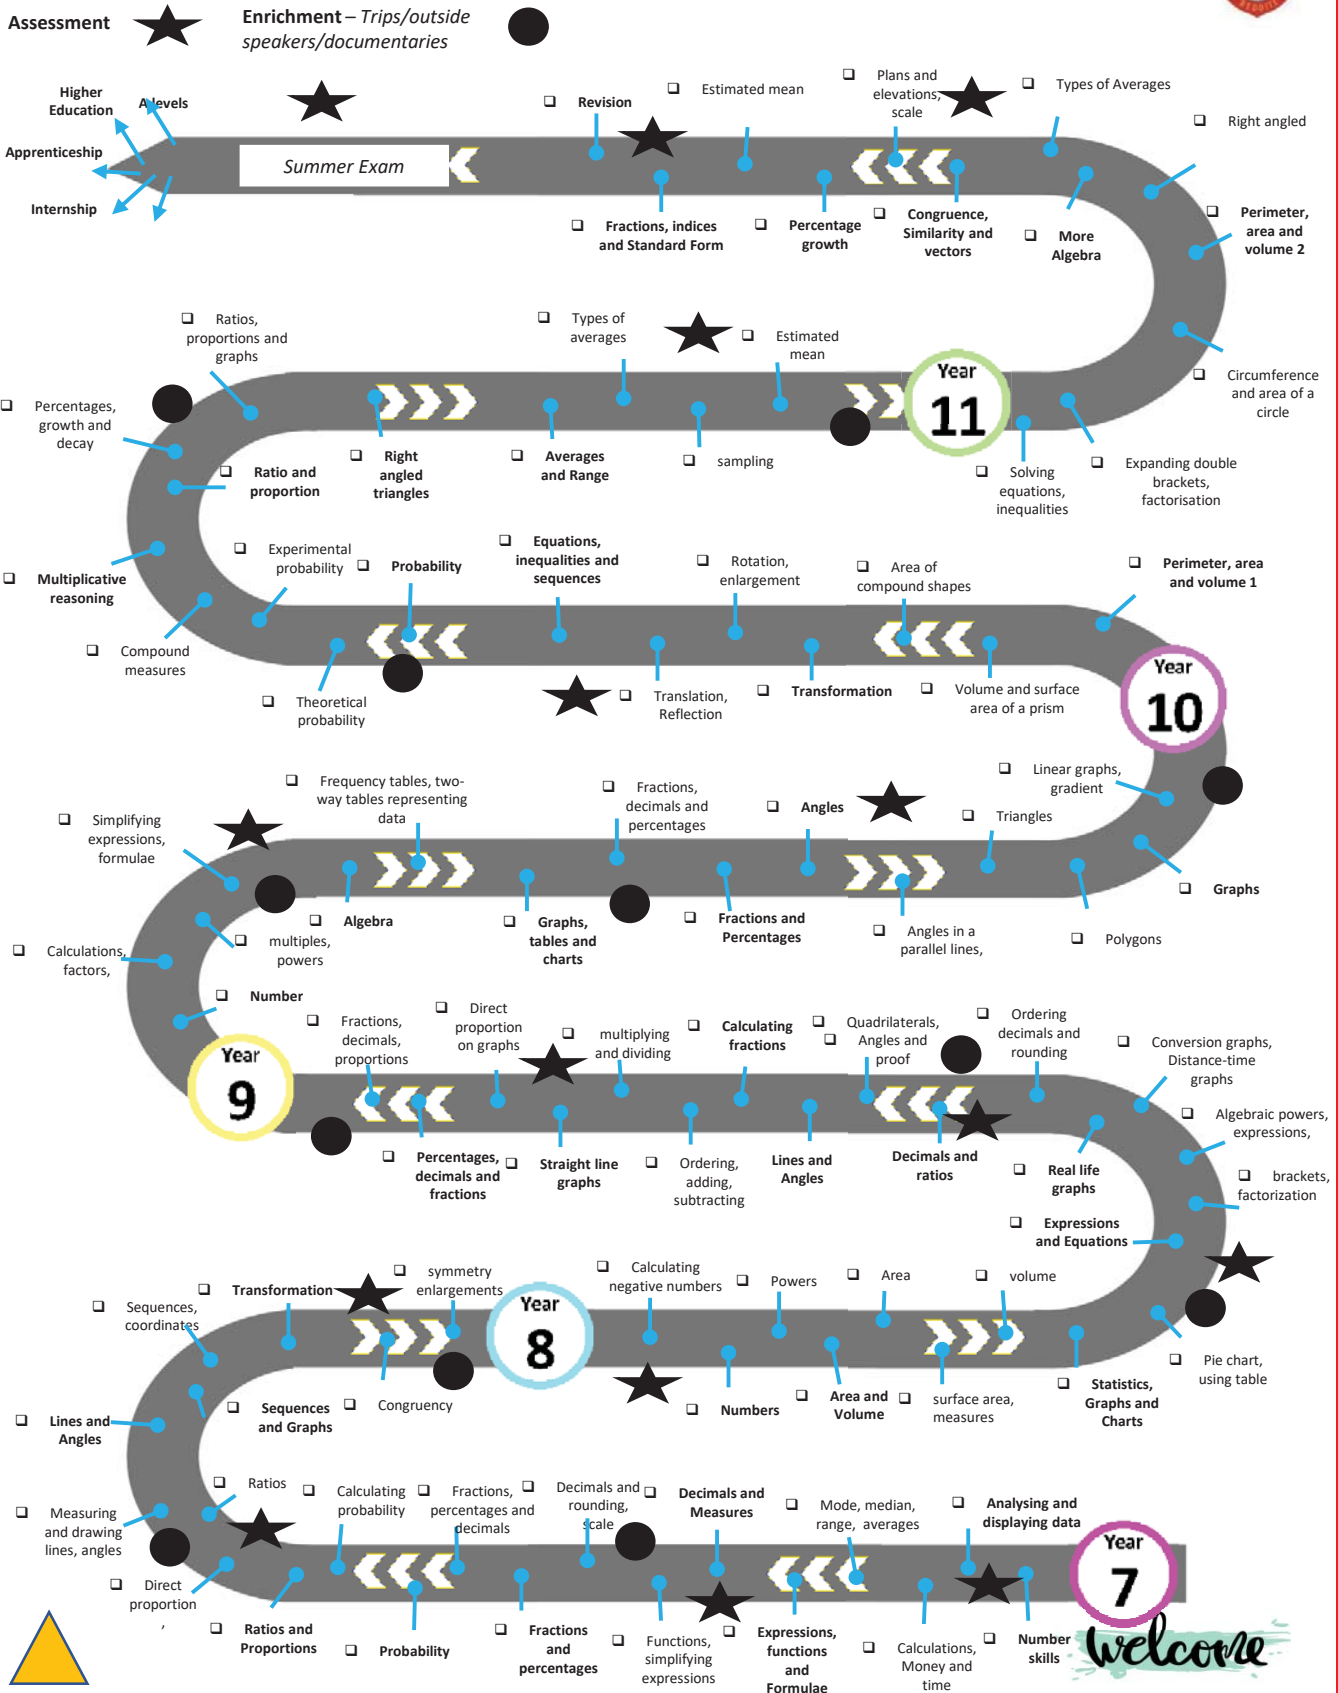 Assessment
Enrichment – Trips/outside
speakers/documentaries
Higher
Education
A levels
Apprenticeship
Internship
Summer Exam
Revision
Estimated mean
Plans and
elevations,
scale
Types of Averages
Right angled
Fractions, indices
and Standard Form
Percentage
growth
Congruence,
Similarity and
vectors
More
Algebra
Perimeter,
area and
volume 2
Ratios,
proportions and
graphs
Types of
averages
Estimated
mean
Year
11
Circumference
and area of a
circle
Percentages,
growth and
decay
Ratio and
proportion
Right
angled
triangles
Averages
and Range
sampling
Solving
equations,
inequalities
Expanding double
brackets,
factorisation
Multiplicative
reasoning
Experimental
probability
Probability
Equations,
inequalities and
sequences
Rotation,
enlargement
Area of
compound shapes
Perimeter, area
and volume 1
Compound
measures
Theoretical
probability
Translation,
Reflection
Transformation
Volume and surface
area of a prism
Year
10
Simplifying
expressions,
formulae
Frequency tables, two-
way tables representing
data
Fractions,
decimals and
percentages
Angles
Triangles
Linear graphs,
gradient
Calculations,
factors,
multiples,
powers
Algebra
Graphs,
tables and
charts
Fractions and
Percentages
Angles in a
parallel lines,
Polygons
Graphs
Number
Year
9
Fractions,
decimals,
proportions
Direct
proportion
on graphs
multiplying
and dividing
Calculating
fractions
Quadrilaterals,
Angles and
proof
Ordering
decimals and
rounding
Conversion graphs,
Distance-time
graphs
Algebraic powers,
expressions,
Percentages,
decimals and
fractions
Straight line
graphs
Ordering,
adding,
subtracting
Lines and
Angles
Decimals and
ratios
Real life
graphs
brackets,
factorization
Expressions
and Equations
Sequences,
coordinates
Transformation
symmetry
enlargements
Year
8
Calculating
negative numbers
Powers
Area
volume
Lines and
Angles
Sequences
and Graphs
Congruency
Numbers
Area and
Volume
surface area,
measures
Statistics,
Graphs and
Charts
Pie chart,
using table
Measuring
and drawing
lines, angles
Ratios
Calculating
probability
Fractions,
percentages and
decimals
Decimals and
rounding,
scale
Decimals and
Measures
Mode, median,
range, averages
Analysing and
displaying data
Year
7
Direct
proportion
,
Ratios and
Proportions
Probability
Fractions
and
percentages
Functions,
simplifying
expressions
Expressions,
functions
and
Formulae
Calculations,
Money and
time
Number
skills
welcome